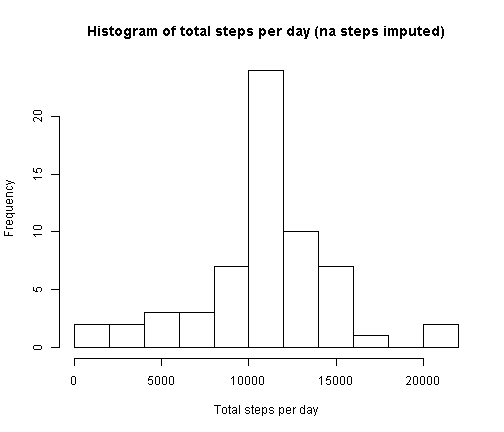 Histogram of total steps per day (na steps imputed)
Frequency
20
15
10
5
0
0 5000 10000 15000 20000
Total steps per day